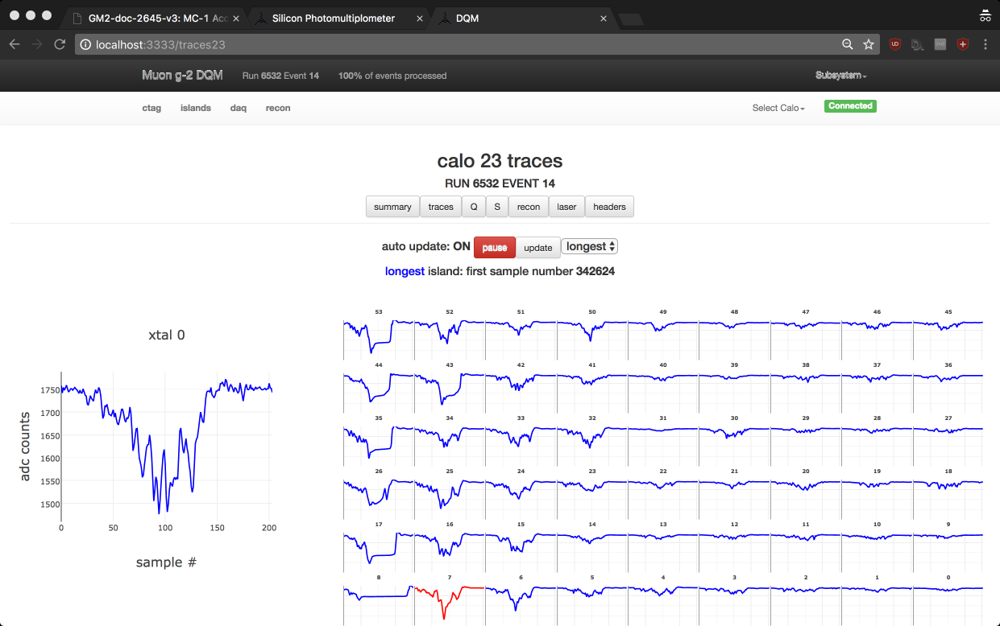 GM2-doc-2645-v3: MC-1 Acc
Silicon Photomultiplometer
DQM
localhost:3333/traces23
Muon g-2 DQM Run 6532 Event 14 100% of events processed Subsystem
ctag islands daq recon Select Calo Connected
calo 23 traces
RUN 6532 EVENT 14
summary traces Q S recon laser headers
auto update: ON pause update longest
longest island: first sample number 342624
xtal 0
adc counts
1750
1700
1650
1600
1550
1500
0 50 100 150 200
sample #
53 52 51 50 49 48 47 46 45
44 43 42 41 40 39 38 37 36
35 34 33 32 31 30 29 28 27
26 25 24 23 22 21 20 19 18
17 16 15 14 13 12 11 10 9
8 7 6 5 4 3 2 1 0